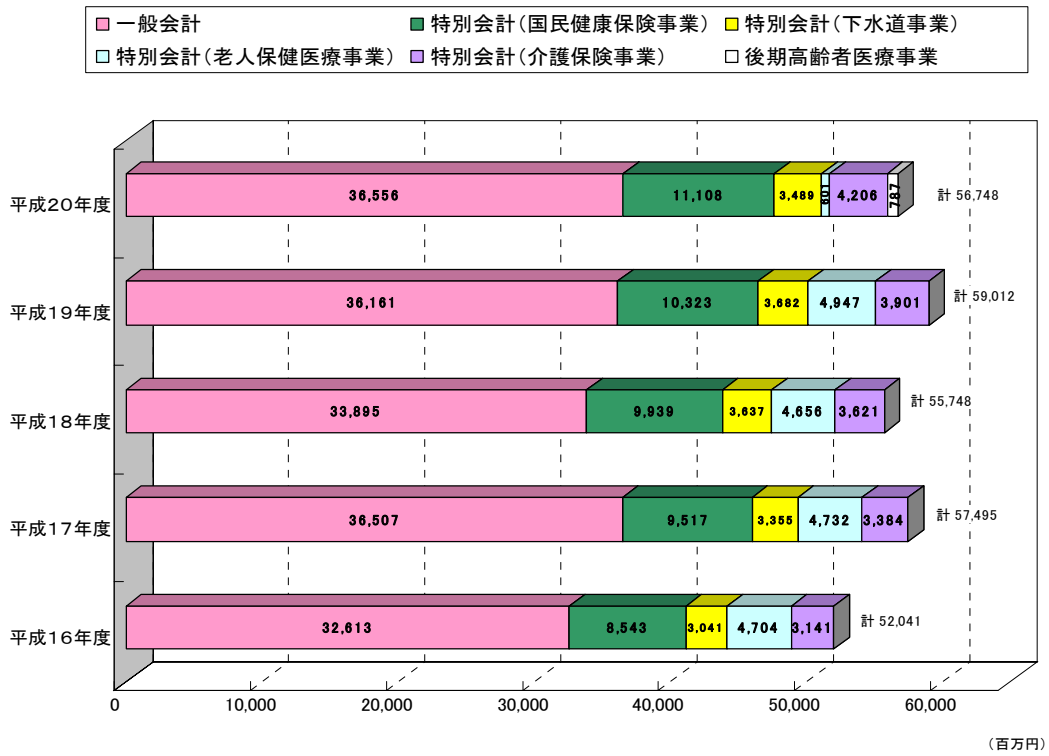 一般会計 特別会計(国民健康保険事業) 特別会計(下水道事業)
特別会計(老人保健医療事業) 特別会計(介護保険事業) 後期高齢者医療事業
平成20年度 36,556 11,108 3,489 601 4,206 787 計 56,748
平成19年度 36,161 10,323 3,682 4,947 3,901 計 59,012
平成18年度 33,895 9,939 3,637 4,656 3,621 計 55,748
平成17年度 36,507 9,517 3,355 4,732 3,384 計 57,495
平成16年度 32,613 8,543 3,041 4,704 3,141 計 52,041
0 10,000 20,000 30,000 40,000 50,000 60,000
(百万円)